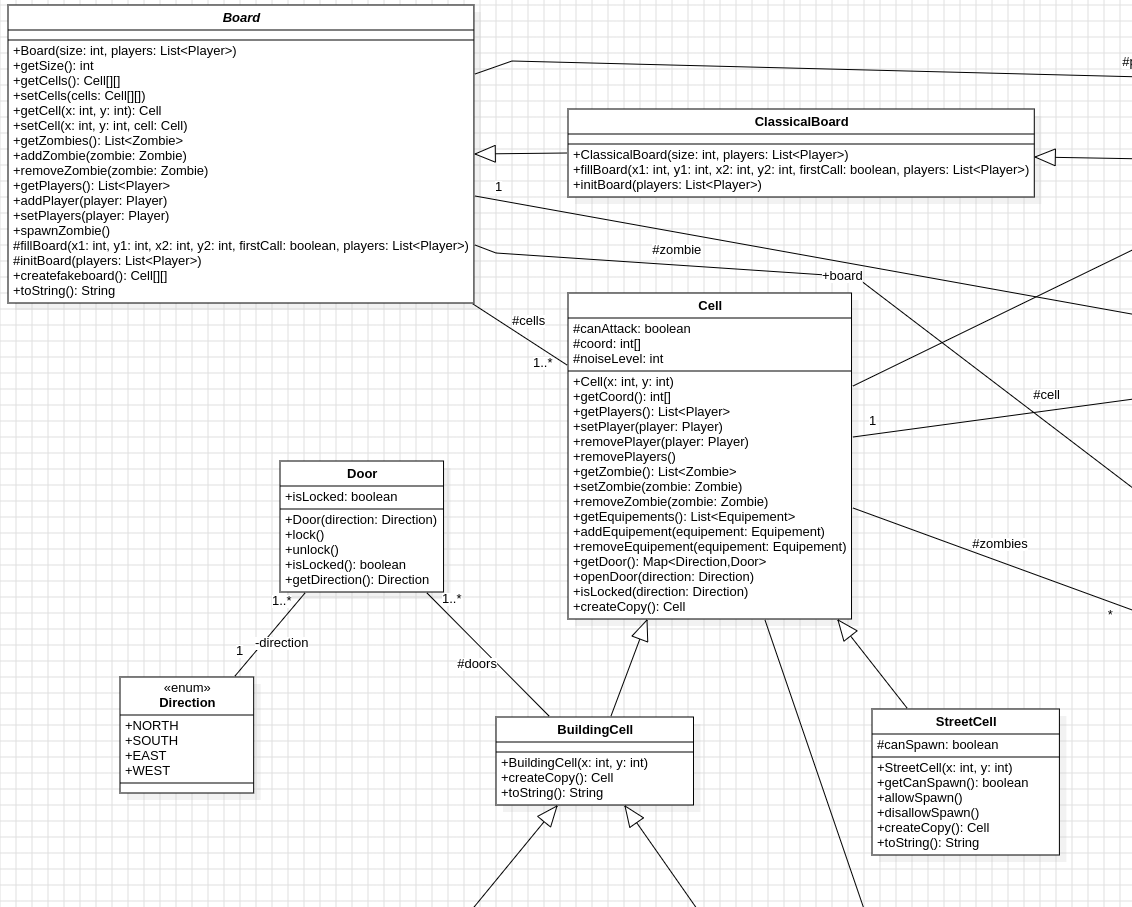 Board
+Board(size: int, players: List<Player>)
+getSize(): int
+getCells(): Cell[][]
+setCells(cells: Cell[][])
+getCell(x: int, y: int): Cell
+setCell(x: int, y: int, cell: Cell)
+getZombies(): List<Zombie>
+addZombie(zombie: Zombie)
+removeZombie(zombie: Zombie)
+getPlayers(): List<Player>
+addPlayer(player: Player)
+setPlayers(player: Player)
+spawnZombie()
#fillBoard(x1: int, y1: int, x2: int, y2: int, firstCall: boolean, players: List<Player>)
#initBoard(players: List<Player>)
+createfakeboard(): Cell[][]
+toString(): String
ClassicalBoard
+ClassicalBoard(size: int, players: List<Player>)
+fillBoard(x1: int, y1: int, x2: int, y2: int, firstCall: boolean, players: List<Player>)
+initBoard(players: List<Player>)
1
#zombie
+board
#cells
1..*
Cell
#canAttack: boolean
#coord: int[]
#noiseLevel: int
+Cell(x: int, y: int)
+getCoord(): int[]
+getPlayers(): List<Player>
+setPlayer(player: Player)
+removePlayer(player: Player)
+removePlayers()
+getZombie(): List<Zombie>
+setZombie(zombie: Zombie)
+removeZombie(zombie: Zombie)
+getEquipements(): List<Equipement>
+addEquipement(equipement: Equipement)
+removeEquipement(equipement: Equipement)
+getDoor(): Map<Direction,Door>
+openDoor(direction: Direction)
+isLocked(direction: Direction)
+createCopy(): Cell
#cell
1
#zombies
*
Door
+isLocked: boolean
+Door(direction: Direction)
+lock()
+unlock()
+isLocked(): boolean
+getDirection(): Direction
1..*
1..*
-direction
1
#doors
«enum»
Direction
+NORTH
+SOUTH
+EAST
+WEST
BuildingCell
+BuildingCell(x: int, y: int)
+createCopy(): Cell
+toString(): String
StreetCell
#canSpawn: boolean
+StreetCell(x: int, y: int)
+getCanSpawn(): boolean
+allowSpawn()
+disallowSpawn()
+createCopy(): Cell
+toString(): String